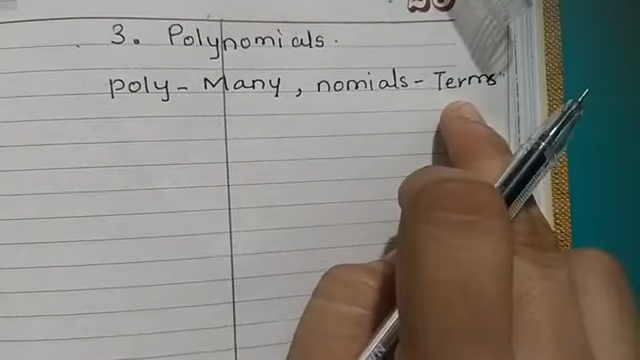 3. Polynomials.
poly - Many, nomials - Terms